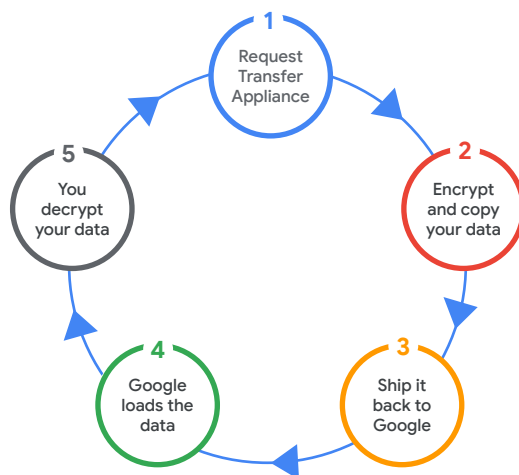 1
Request
Transfer
Appliance
2
Encrypt
and copy
your data
3
Ship it
back to
Google
4
Google
loads the
data
5
You
decrypt
your data